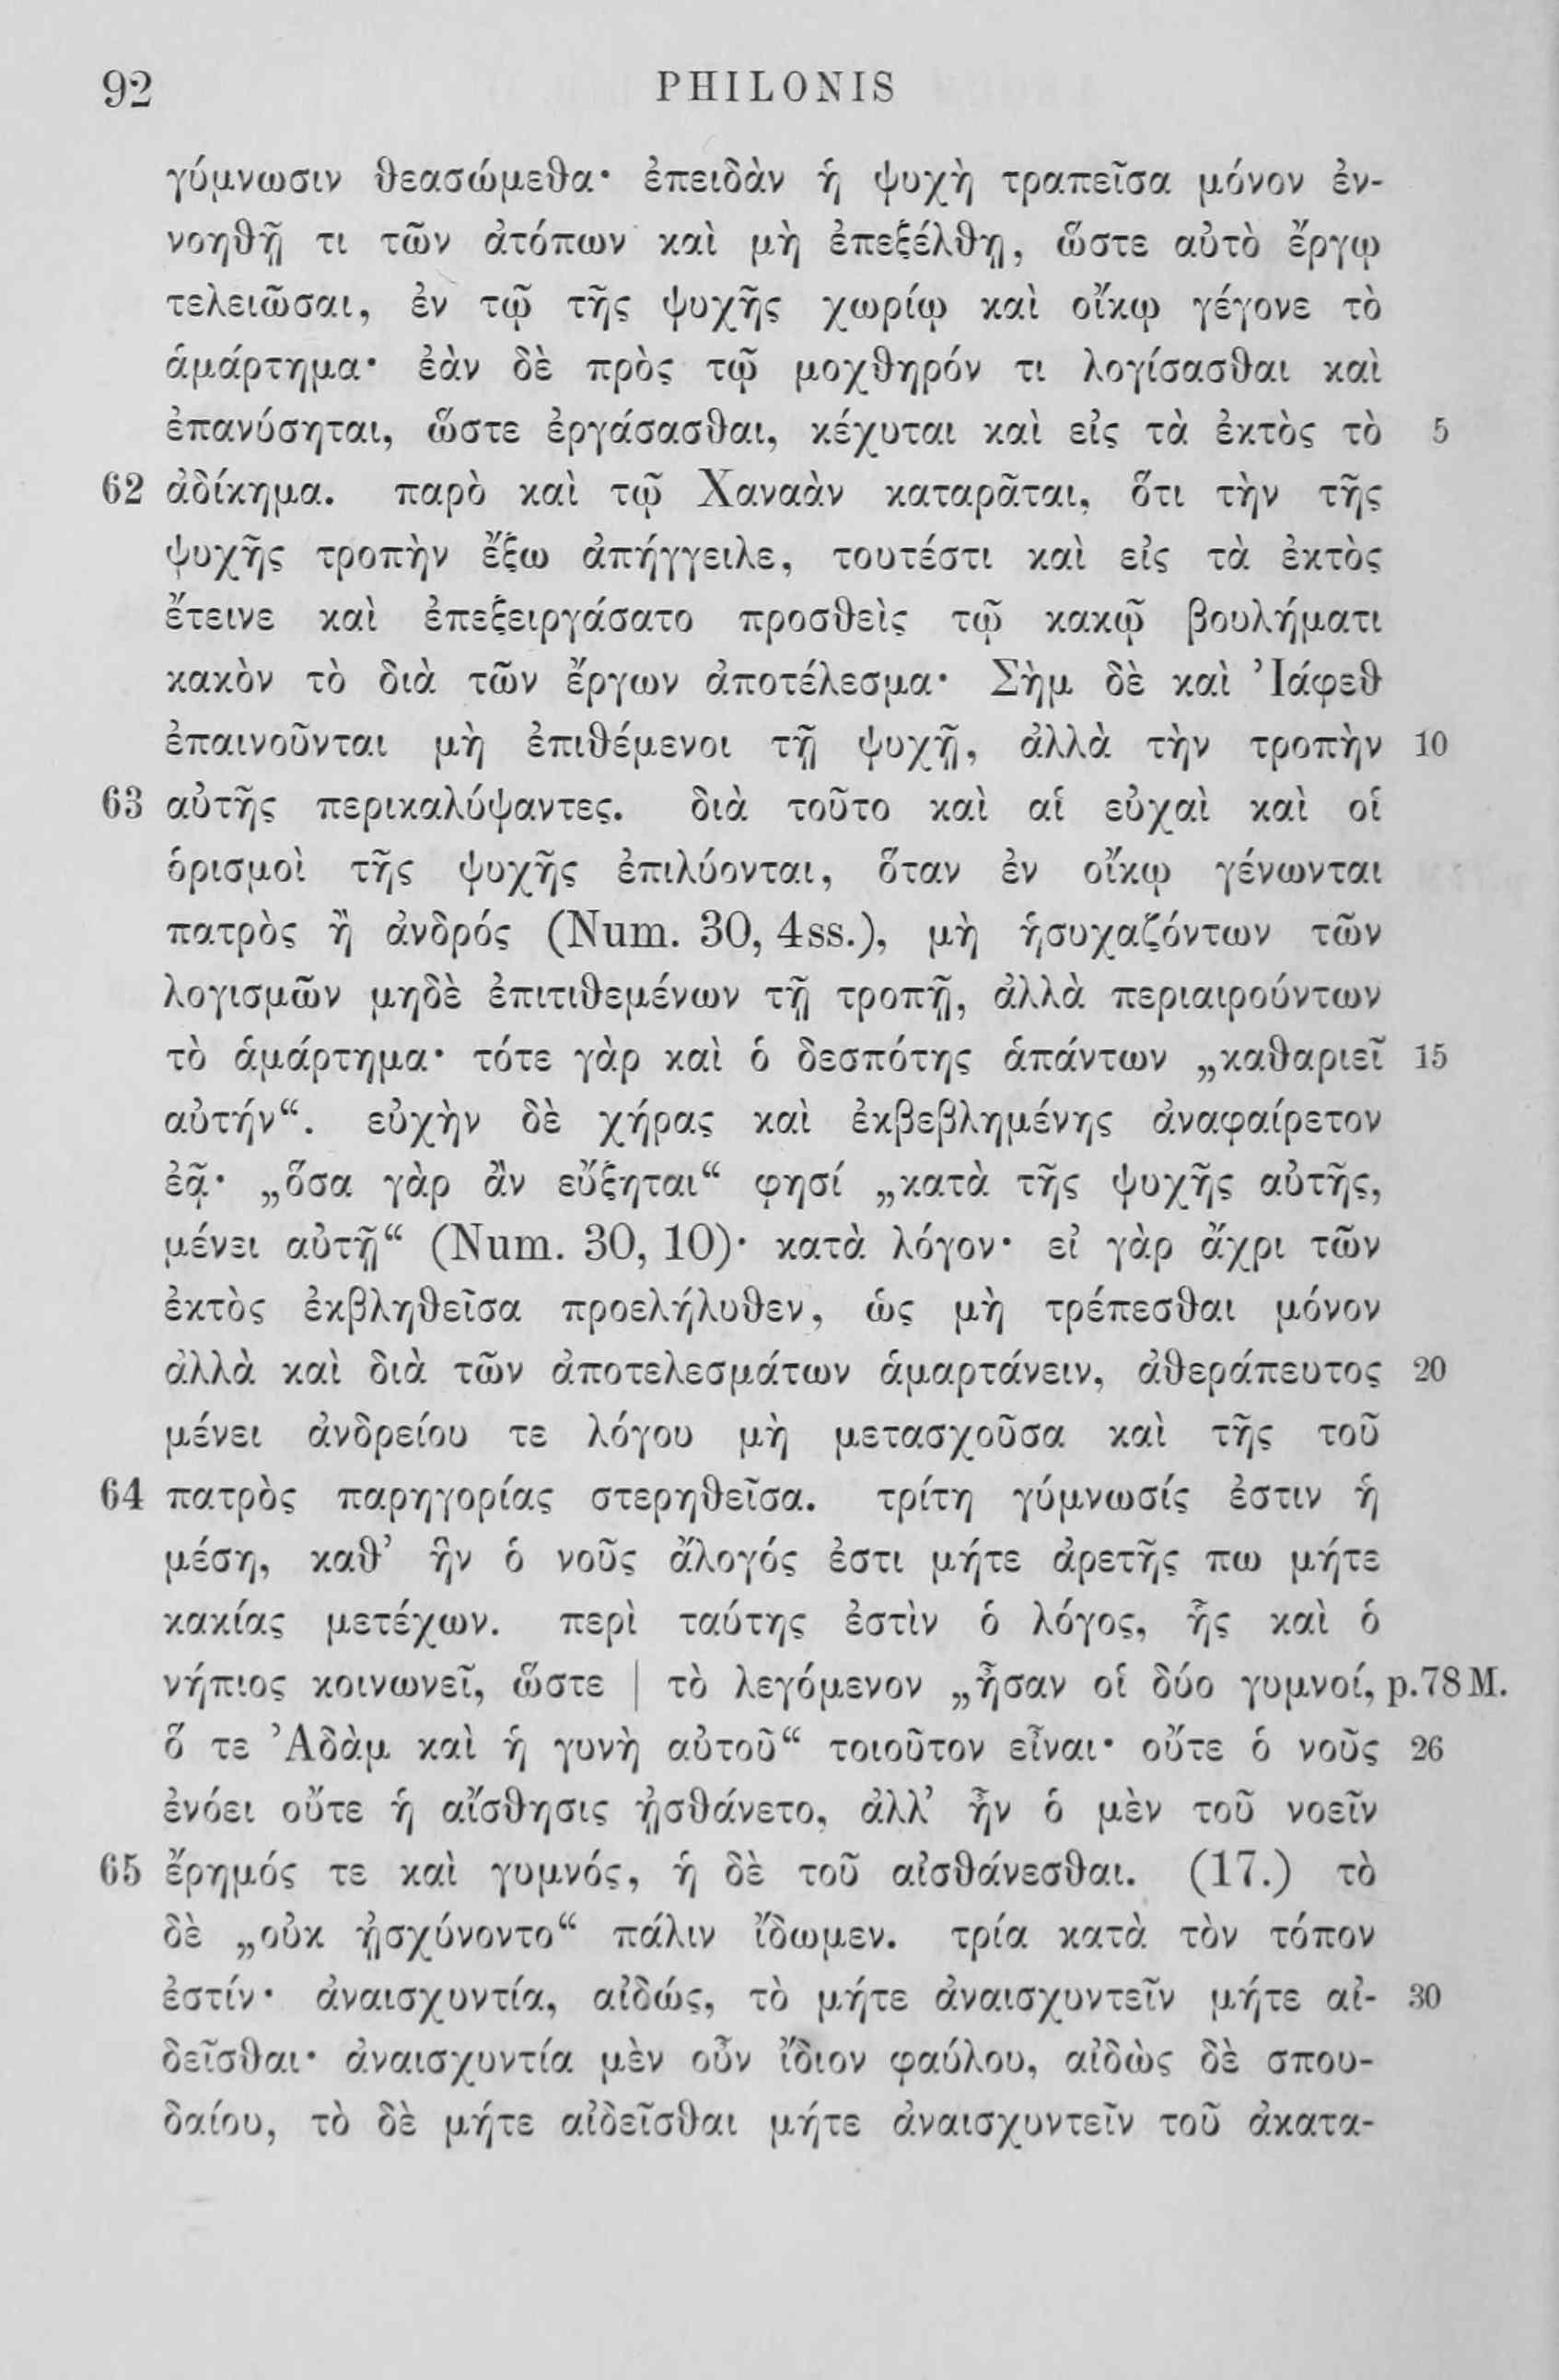 92 PHILONIS
γύμνωσιν θεασώμεθα· ἐπειδὰν ἡ ψυχὴ τραπεῖσα μόνον ἐν-
νοηθῇ τι τῶν ἀτόπων καὶ μὴ ἐπεξέλθῃ, ὥστε αὐτὸ ἔργῳ
τελειῶσαι, ἐν τῷ τῆς ψυχῆς χωρίῳ καὶ οἴκῳ γέγονε τὸ
ἁμάρτημα· ἐὰν δὲ πρὸς τῷ μοχθηρόν τι λογίσασθαι καὶ
ἐπανύσηται, ὥστε ἐργάσασθαι, κέχυται καὶ εἰς τὰ ἐκτὸς τὸ 5
62 ἀδίκημα. παρὸ καὶ τῷ Χαναὰν καταρᾶται, ὅτι τὴν τῆς
ψυχῆς τροπὴν ἔξω ἀπήγγειλε, τουτέστι καὶ εἰς τὰ ἐκτὸς
ἔτεινε καὶ ἐπεξειργάσατο προσθεὶς τῷ κακῷ βουλήματι
κακὸν τὸ διὰ τῶν ἔργων ἀποτέλεσμα· Σὴμ δὲ καὶ Ἰάφεθ
ἐπαινοῦνται μὴ ἐπιθέμενοι τῇ ψυχῇ, ἀλλὰ τὴν τροπὴν 10
63 αὐτῆς περικαλύψαντες. διὰ τοῦτο καὶ αἱ εὐχαὶ καὶ οἱ
ὁρισμοὶ τῆς ψυχῆς ἐπιλύονται, ὅταν ἐν οἴκῳ γένωνται
πατρὸς ἢ ἀνδρός (Num. 30, 4ss.), μὴ ἡσυχαζόντων τῶν
λογισμῶν μηδὲ ἐπιτιθεμένων τῇ τροπῇ, ἀλλὰ περιαιρούντων
τὸ ἁμάρτημα· τότε γὰρ καὶ ὁ δεσπότης ἁπάντων „καθαριεῖ 15
αὐτήν“. εὐχὴν δὲ χήρας καὶ ἐκβεβλημένης ἀναφαίρετον
ἐᾷ· „ὅσα γὰρ ἂν εὔξηται“ φησί „κατὰ τῆς ψυχῆς αὐτῆς,
μένει αὐτῇ“ (Num. 30, 10)· κατὰ λόγον· εἰ γὰρ ἄχρι τῶν
ἐκτὸς ἐκβληθεῖσα προελήλυθεν, ὡς μὴ τρέπεσθαι μόνον
ἀλλὰ καὶ διὰ τῶν ἀποτελεσμάτων ἁμαρτάνειν, ἀθεράπευτος 20
μένει ἀνδρείου τε λόγου μὴ μετασχοῦσα καὶ τῆς τοῦ
64 πατρὸς παρηγορίας στερηθεῖσα. τρίτη γύμνωσίς ἐστιν ἡ
μέση, καθ’ ἣν ὁ νοῦς ἄλογός ἐστι μήτε ἀρετῆς πω μήτε
κακίας μετέχων. περὶ ταύτης ἐστὶν ὁ λόγος, ἧς καὶ ὁ
νήπιος κοινωνεῖ, ὥστε | τὸ λεγόμενον „ἦσαν οἱ δύο γυμνοί, p.78 M.
ὅ τε Ἀδὰμ καὶ ἡ γυνὴ αὐτοῦ“ τοιοῦτον εἶναι· οὔτε ὁ νοῦς 26
ἐνόει οὔτε ἡ αἴσθησις ᾐσθάνετο, ἀλλ’ ἦν ὁ μὲν τοῦ νοεῖν
65 ἔρημός τε καὶ γυμνός, ἡ δὲ τοῦ αἰσθάνεσθαι. (17.) τὸ
δὲ „οὐκ ᾐσχύνοντο“ πάλιν ἴδωμεν. τρία κατὰ τὸν τόπον
ἐστίν· ἀναισχυντία, αἰδώς, τὸ μήτε ἀναισχυντεῖν μήτε αἰ- 30
δεῖσθαι· ἀναισχυντία μὲν οὖν ἴδιον φαύλου, αἰδὼς δὲ σπου-
δαίου, τὸ δὲ μήτε αἰδεῖσθαι μήτε ἀναισχυντεῖν τοῦ ἀκατα-